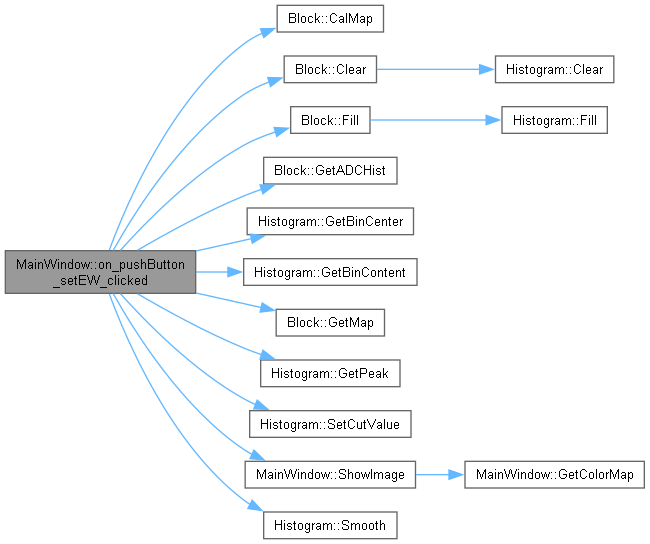 Block::CalMap
Block::Clear
Histogram::Clear
Block::Fill
Histogram::Fill
Block::GetADCHist
Histogram::GetBinCenter
MainWindow::on_pushButton
_setEW_clicked
Histogram::GetBinContent
Block::GetMap
Histogram::GetPeak
Histogram::SetCutValue
MainWindow::ShowImage
MainWindow::GetColorMap
Histogram::Smooth